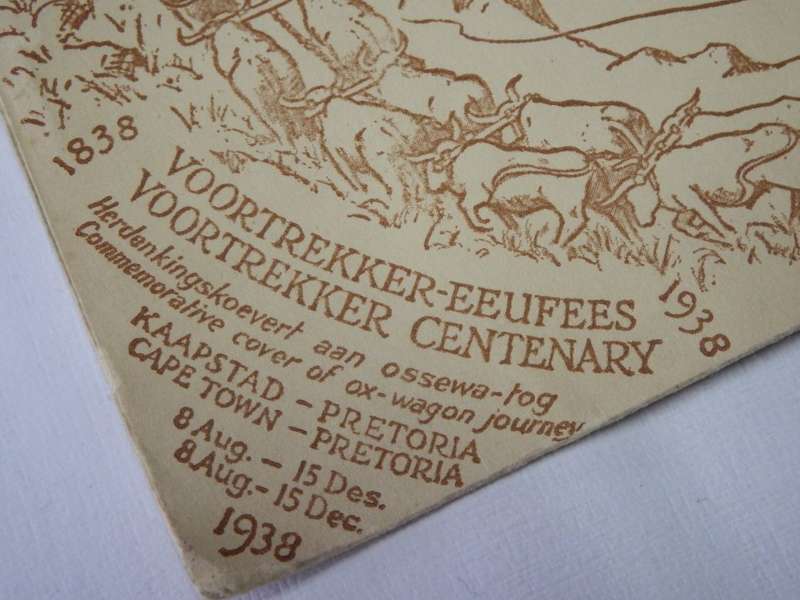 1838
VOORTREKKER-EEUFEES
VOORTREKKER CENTENARY
1938
Herdenkingskoevert aan ossewa-tog
Commemorative cover of ox-wagon journey
KAAPSTAD – PRETORIA
CAPE TOWN – PRETORIA
8 Aug. – 15 Des.
8 Aug. – 15 Dec.
1938